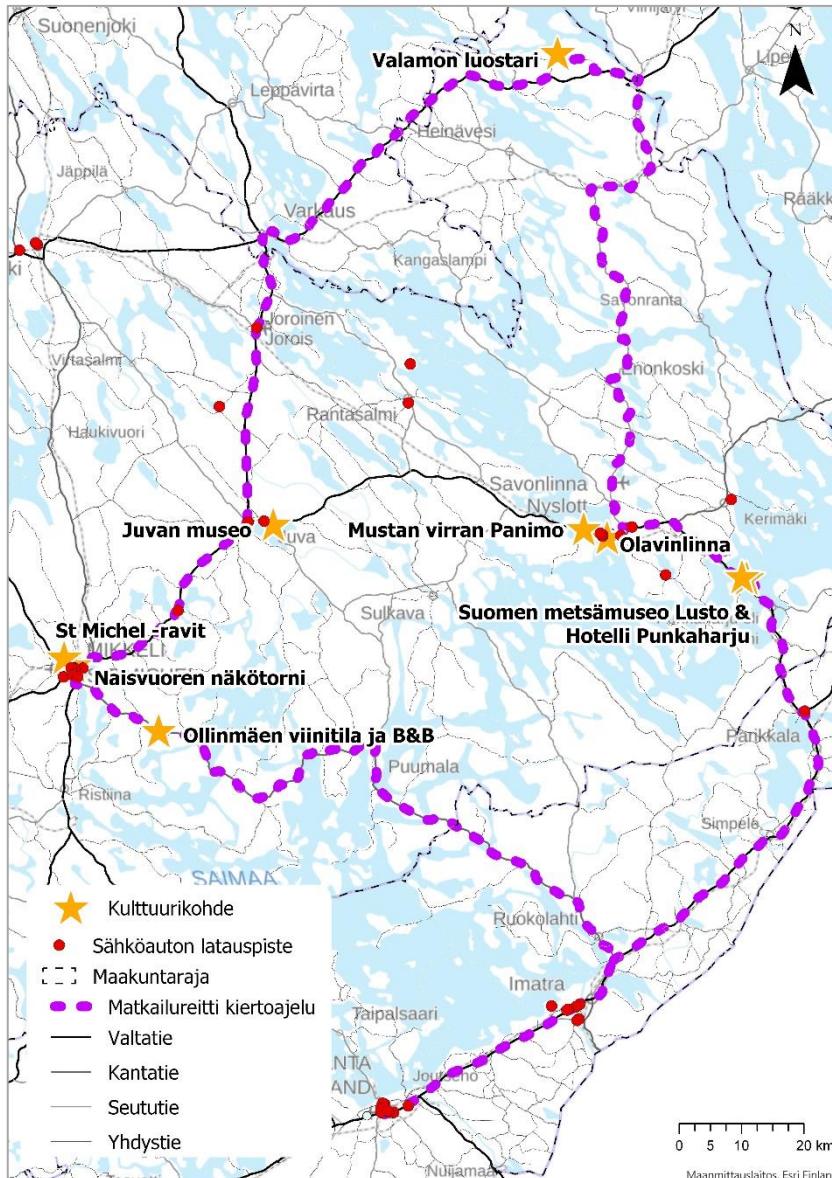 Suonenjoki
Valamon luostari
N
Leppävirta
Heinävesi
Jäppilä
Varkaus
Kangaslampi
Savonranta
Joroinen
Jorois
Virtasalmi
Enonkoski
Rantasalmi
Haukivuori
Savonlinna
Nyslott
Kerimäki
Juvan museo
Mustan virran Panimo
Olavinlinna
Sulkava
Suomen metsämuseo Lusto &
Hotelli Punkaharju
St Michel -ravit
MIKKELI
Naisvuoren näkötorni
Ollinmäen viinitila ja B&B
Parikkala
Puumala
Ristiina
Simpele
SAIMAA
Ruokolahti
Imatra
Taipalsaari
Joutseno
Nuijamaa
Kulttuurikohde
Sähköauton latauspiste
Maakuntaraja
Matkailureitti kiertoajelu
Valtatie
Kantatie
Seututie
Yhdystie
0 5 10 20 km
Maanmittauslaitos, Esri Finland